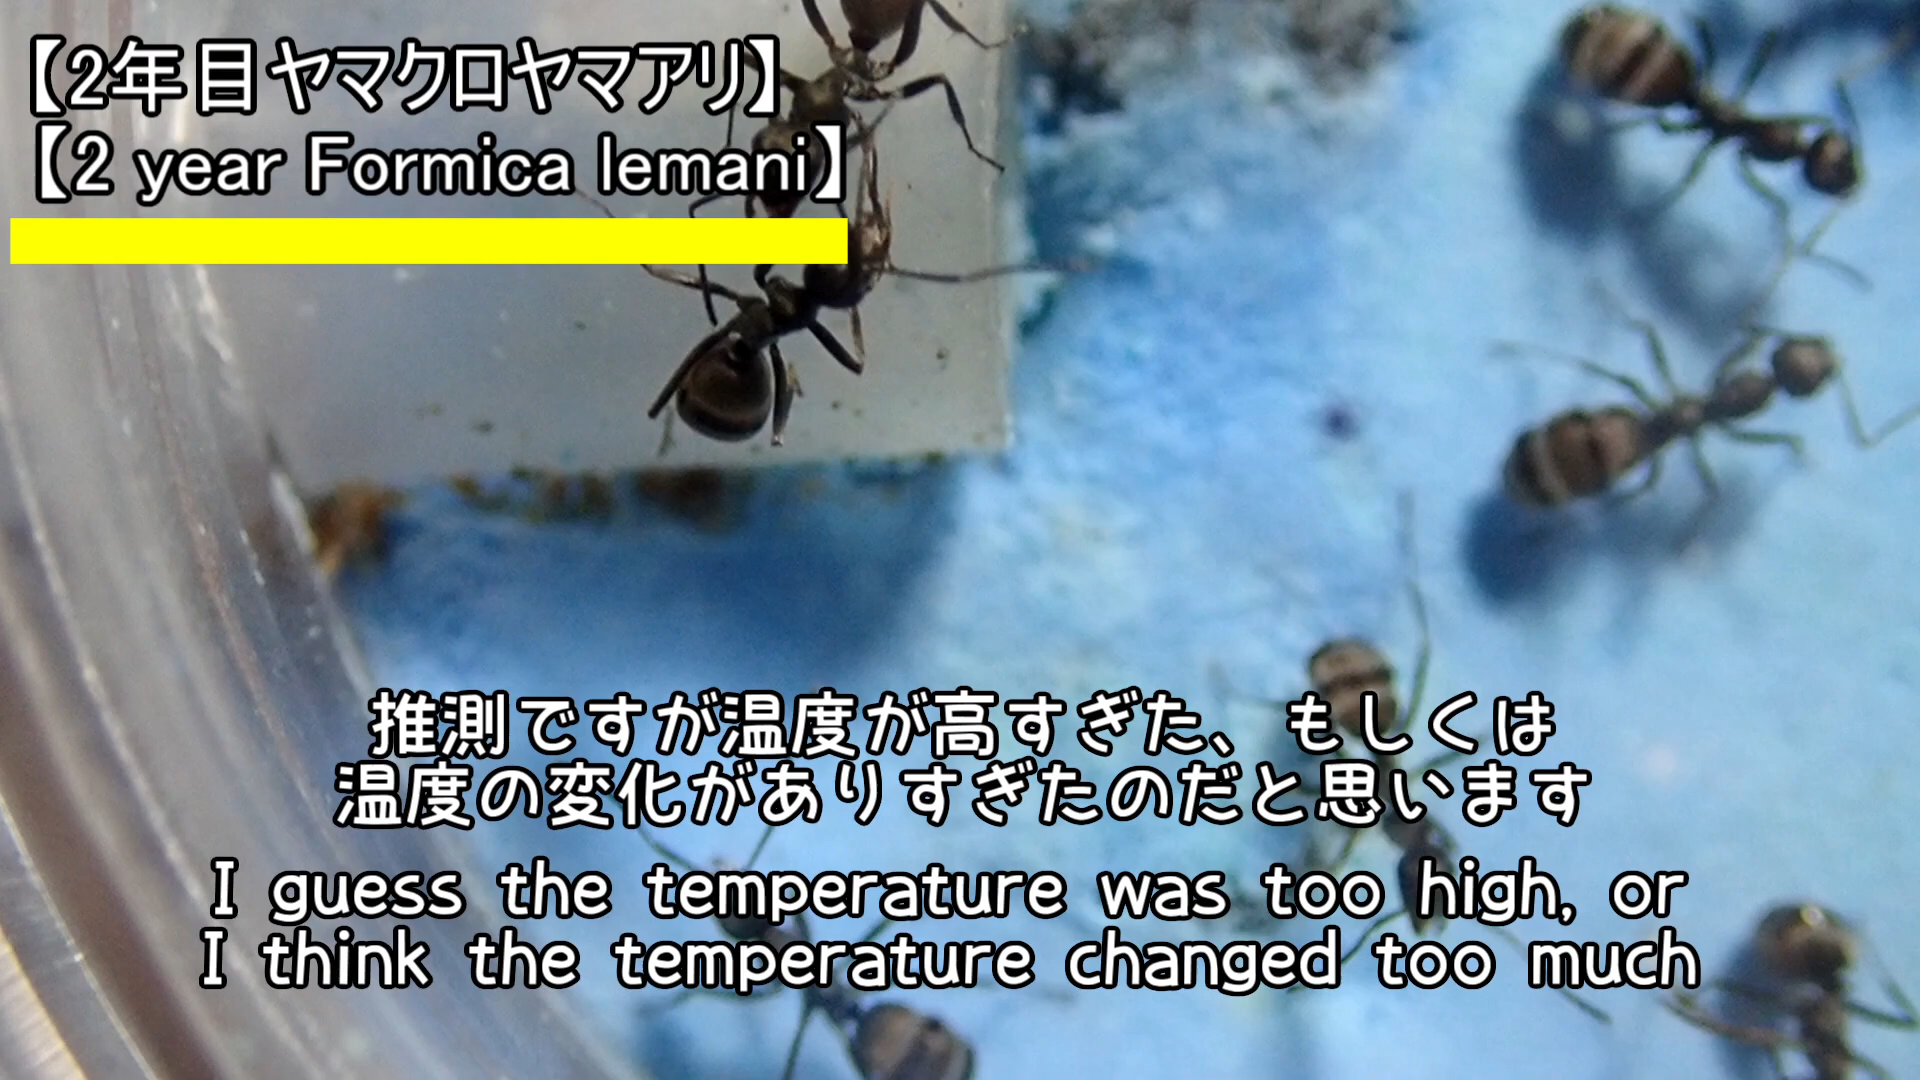 【2年目ヤマクロヤマアリ】
【2 year Formica lemani】
推測ですが温度が高すぎた、もしくは
温度の変化がありすぎたのだと思います
I guess the temperature was too high, or
I think the temperature changed too much